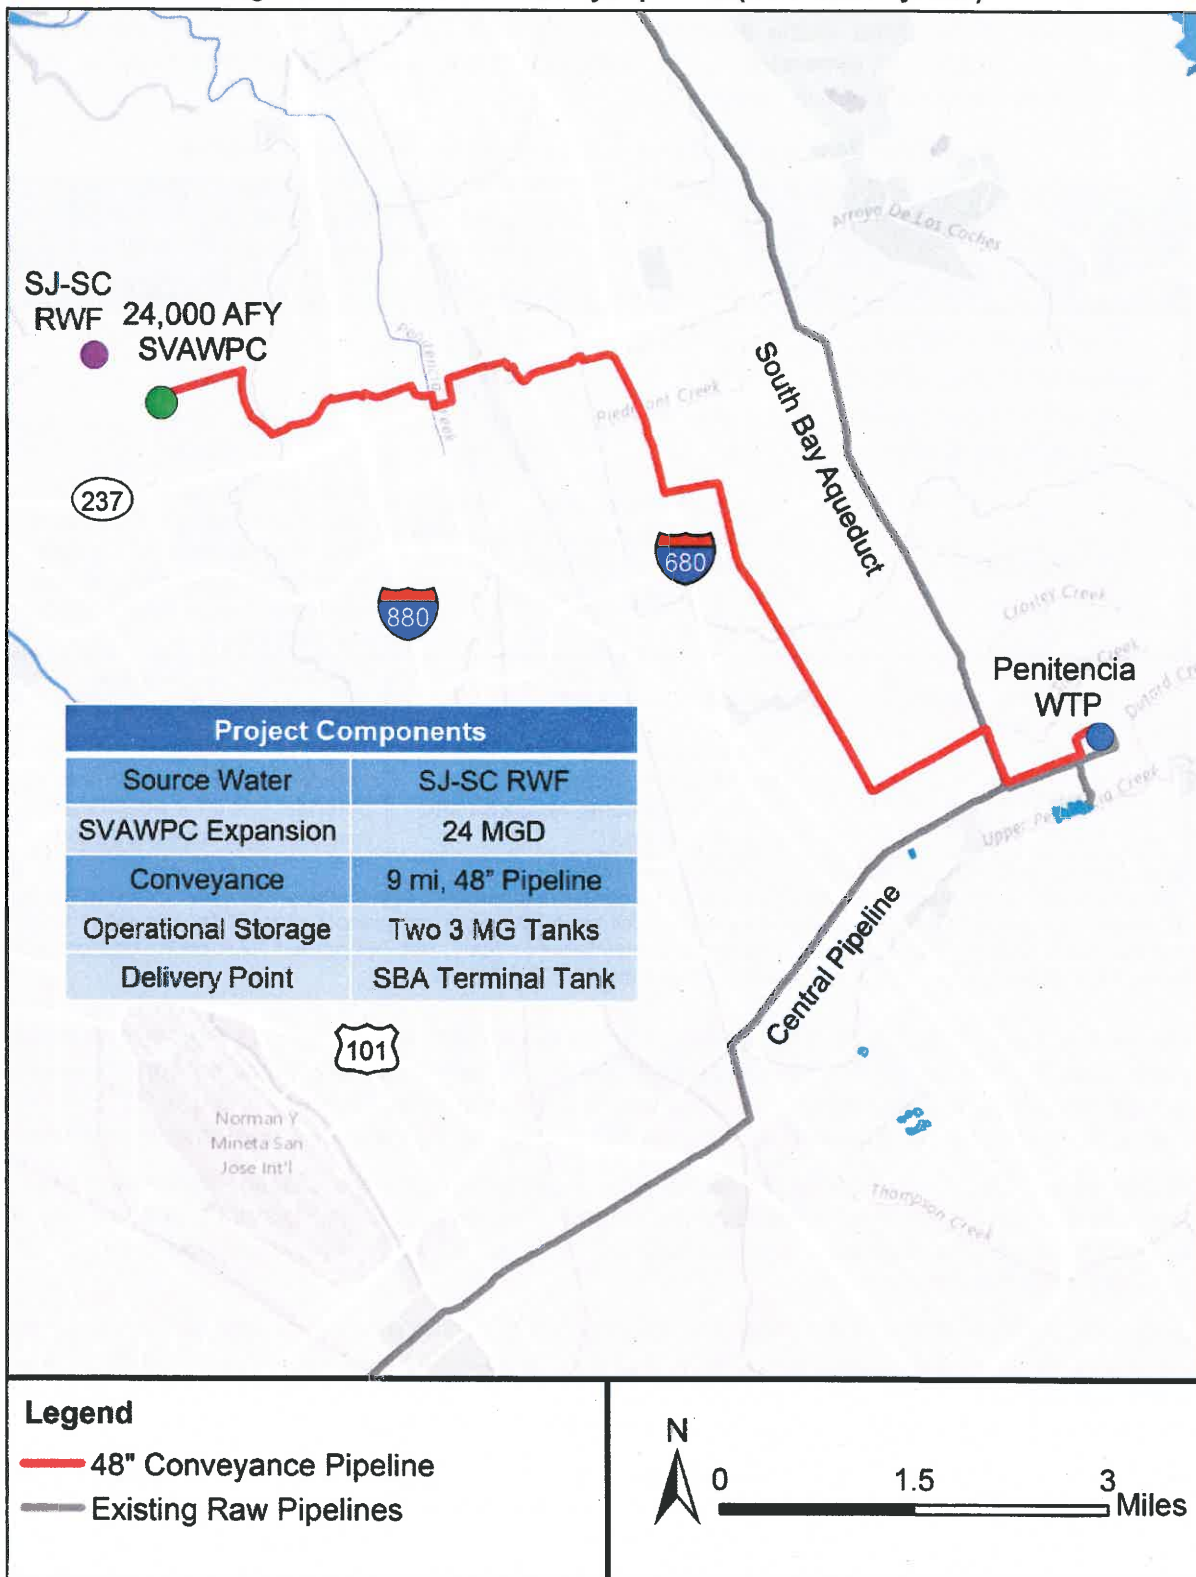 Arroyo De Los Coches
SJ-SC
RWF
24,000 AFY
SVAWPC
Piedmont Creek
South Bay Aqueduct
237
680
880
Crosley Creek
Creek
Penitencia
WTP
Project Components
Source Water SJ-SC RWF
SVAWPC Expansion 24 MGD
Conveyance 9 mi, 48" Pipeline
Operational Storage Two 3 MG Tanks
Delivery Point SBA Terminal Tank
Central Pipeline
101
Norman Y
Mineta San
Jose Int'l
Thompson Creek
Legend
48" Conveyance Pipeline
Existing Raw Pipelines
N
0 1.5 3
Miles